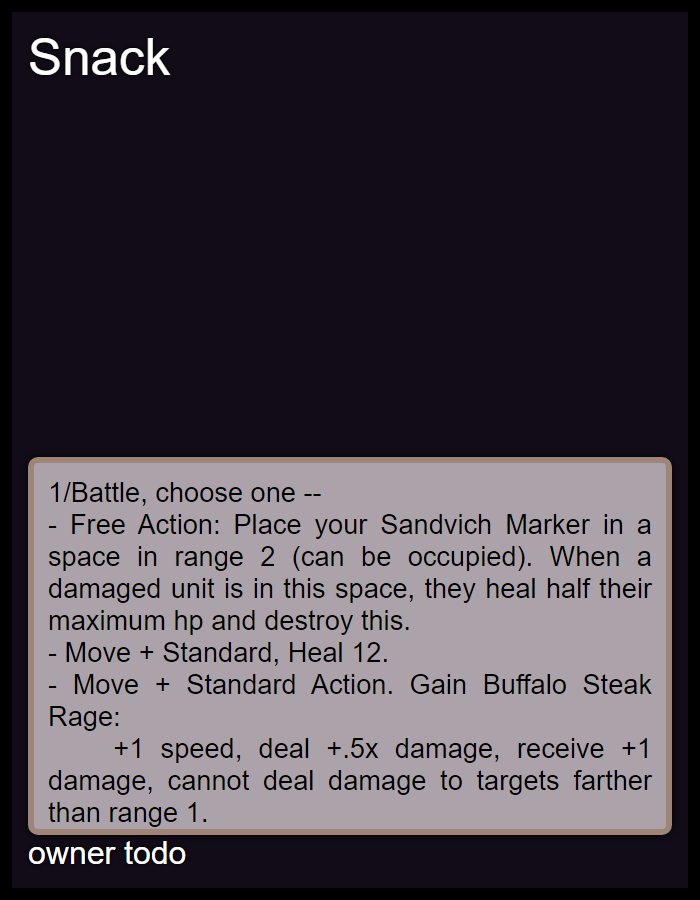 Snack
1/Battle, choose one --
- Free Action: Place your Sandvich Marker in a
space in range 2 (can be occupied). When a
damaged unit is in this space, they heal half their
maximum hp and destroy this.
- Move + Standard, Heal 12.
- Move + Standard Action. Gain Buffalo Steak
Rage:
+1 speed, deal +.5x damage, receive +1
damage, cannot deal damage to targets farther
than range 1.
owner todo